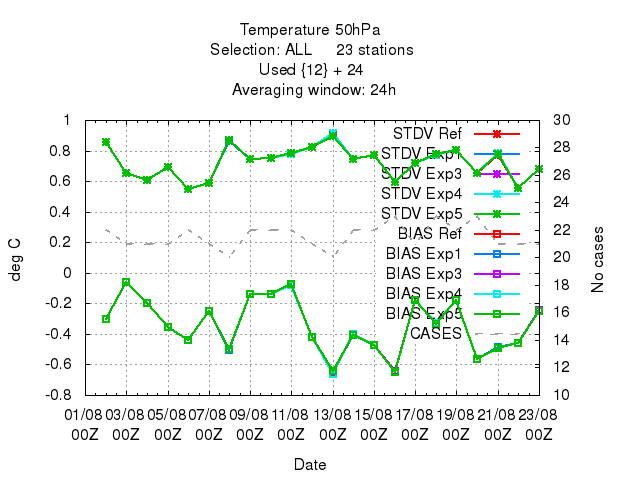 Temperature 50hPa
Selection: ALL 23 stations
Used {12} + 24
Averaging window: 24h
1
0.8
0.6
0.4
0.2
0
-0.2
-0.4
-0.6
-0.8
deg C
30
28
26
24
22
20
18
16
14
12
10
No cases
STDV Ref
STDV Exp1
STDV Exp3
STDV Exp4
STDV Exp5
BIAS Ref
BIAS Exp1
BIAS Exp3
BIAS Exp4
BIAS Exp5
CASES
01/08 03/08 05/08 07/08 09/08 11/08 13/08 15/08 17/08 19/08 21/08 23/08
00Z 00Z 00Z 00Z 00Z 00Z 00Z 00Z 00Z 00Z 00Z 00Z
Date